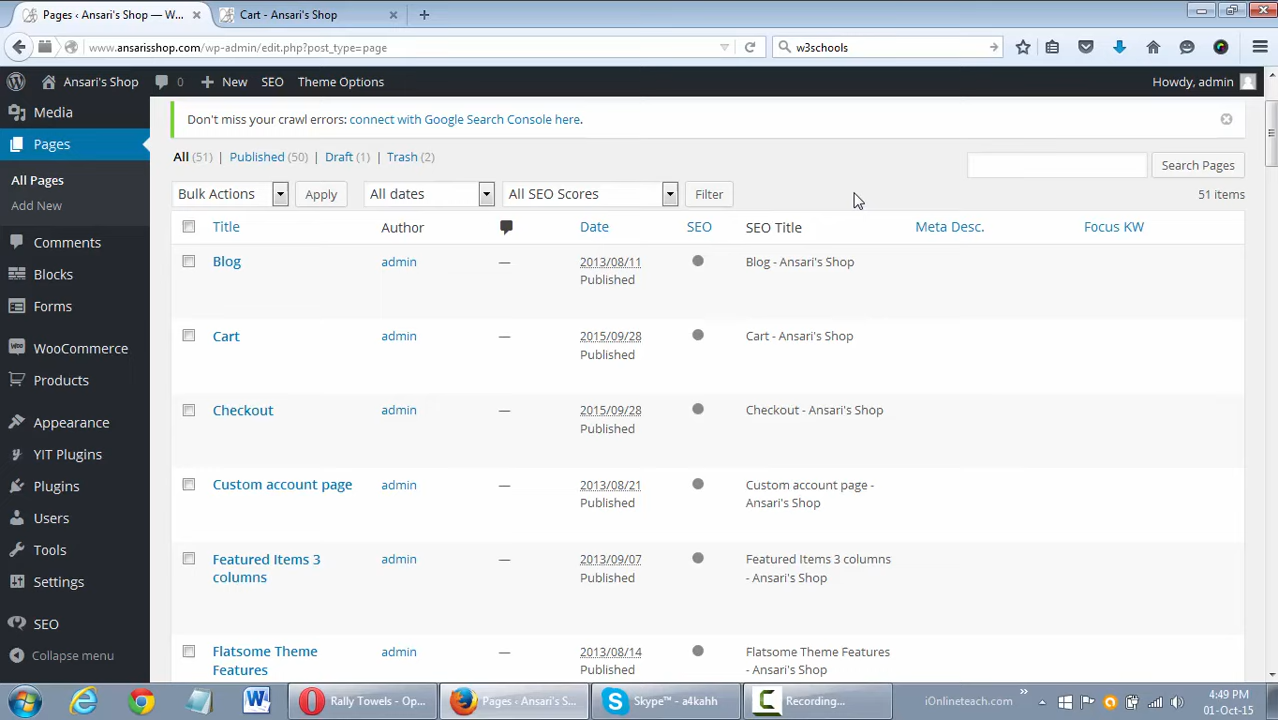 Pages ‹ Ansari's Shop — W...
Cart - Ansari's Shop
www.ansarisshop.com/wp-admin/edit.php?post_type=page
w3schools
Ansari's Shop
0
New
SEO
Theme Options
Howdy, admin
Media
Pages
All Pages
Add New
Comments
Blocks
Forms
WooCommerce
Products
Appearance
YIT Plugins
Plugins
Users
Tools
Settings
SEO
Collapse menu
Don't miss your crawl errors: connect with Google Search Console here.
All (51) | Published (50) | Draft (1) | Trash (2)
Search Pages
Bulk Actions
Apply
All dates
All SEO Scores
Filter
51 items
Title Author Date SEO SEO Title Meta Desc. Focus KW
Blog admin — 2013/08/11 Blog - Ansari's Shop
Published
Cart admin — 2015/09/28 Cart - Ansari's Shop
Published
Checkout admin — 2015/09/28 Checkout - Ansari's Shop
Published
Custom account page admin — 2013/08/21 Custom account page -
Published Ansari's Shop
Featured Items 3 admin — 2013/09/07 Featured Items 3 columns
columns Published - Ansari's Shop
Flatsome Theme admin — 2013/08/14 Flatsome Theme Features
Features Published - Ansari's Shop
Rally Towels - Op...
Pages ‹ Ansari's S...
Skype™ - a4kahh
Recording...
iOnlineteach.com
4:49 PM
01-Oct-15